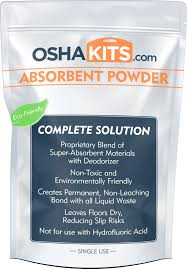 OSHAKITS.com
ABSORBENT POWDER
Eco-Friendly
COMPLETE SOLUTION
Proprietary Blend of
Super-Absorbent Materials
with Deodorizer
Non-Toxic and
Environmentally Friendly
Creates Permanent, Non-Leaching
Bond with all Liquid Waste
Leaves Floors Dry,
Reducing Slip Risks
Not for use with Hydrofluoric Acid
SINGLE USE